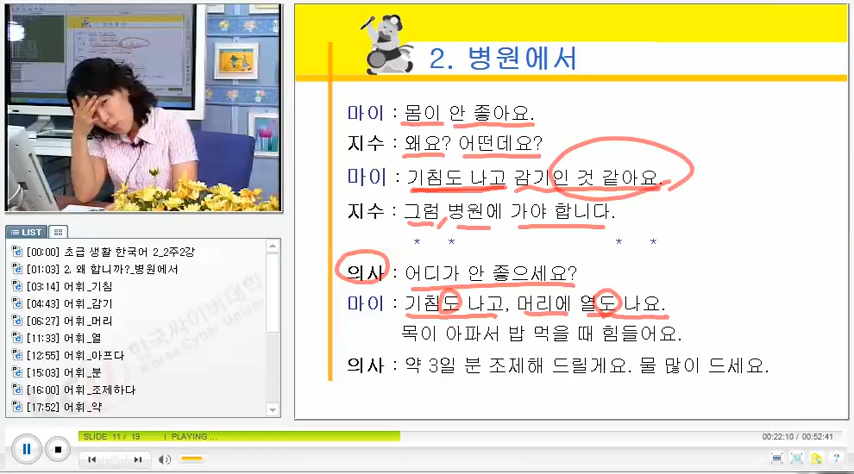 2. 병원에서
마이 : 몸이 안 좋아요.
지수 : 왜요? 어떤데요?
마이 : 기침도 나고 감기인 것 같아요.
지수 : 그럼, 병원에 가야 합니다.
* * * *
의사 : 어디가 안 좋으세요?
마이 : 기침도 나고, 머리에 열도 나요.
목이 아파서 밥 먹을 때 힘들어요.
의사 : 약 3일 분 조제해 드릴게요. 물 많이 드세요.
LIST
[00:00] 초급 생활 한국어 2_2주2강
[01:03] 2. 왜 합니까?_병원에서
[03:14] 어휘_기침
[04:43] 어휘_감기
[06:27] 어휘_머리
[11:33] 어휘_열
[12:55] 어휘_아프다
[15:03] 어휘_분
[16:00] 어휘_조제하다
[17:52] 어휘_약
한국싸이버대학
Korea Cyber Univer
SLIDE 11 / 19 [ PLAYING ...
00:22:10 / 00:52:41